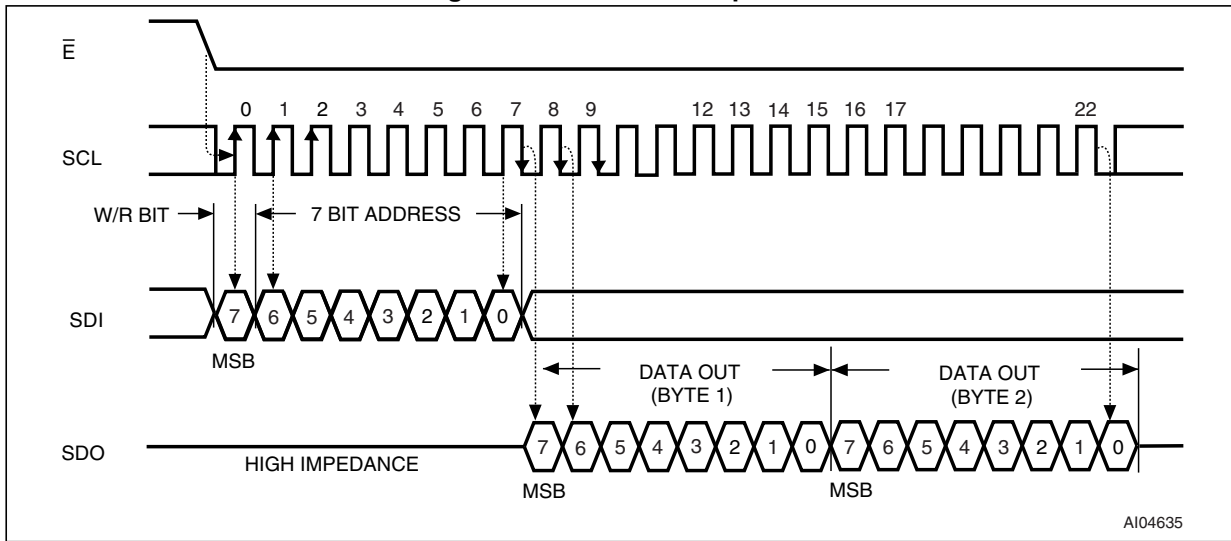 E̅
0 1 2 3 4 5 6 7 8 9 12 13 14 15 16 17 22
SCL
W/R BIT 7 BIT ADDRESS
SDI 7 6 5 4 3 2 1 0
MSB
DATA OUT DATA OUT
(BYTE 1) (BYTE 2)
SDO 7 6 5 4 3 2 1 0 7 6 5 4 3 2 1 0
HIGH IMPEDANCE
MSB MSB
AI04635